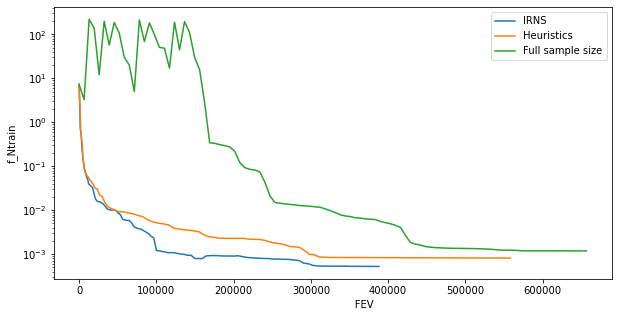 IRNS
Heuristics
Full sample size
f_Ntrain
10²
10¹
10⁰
10⁻¹
10⁻²
10⁻³
0 100000 200000 300000 400000 500000 600000
FEV